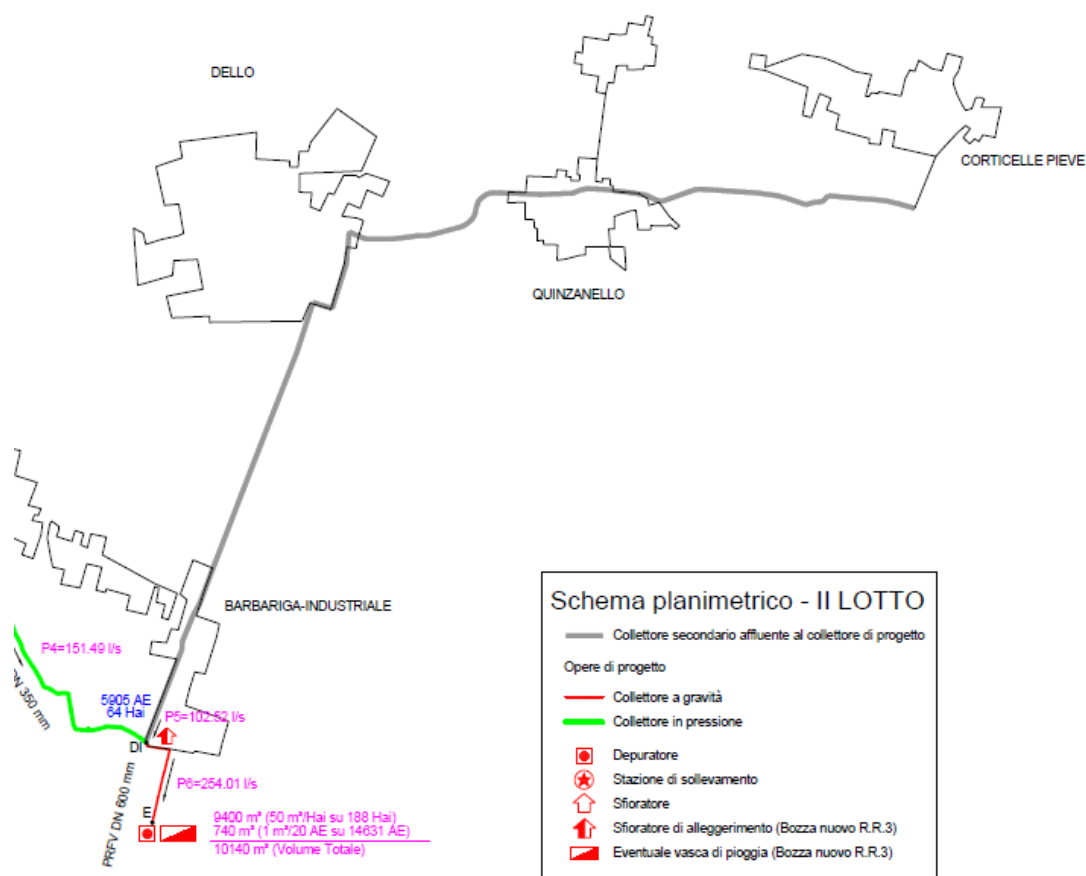 DELLO
CORTICELLE PIEVE
QUINZANELLO
BARBARIGA-INDUSTRIALE
P4=151.49 l/s
DN 350 mm
5905 AE
64 Hai
P5=102.52 l/s
DI
P6=254.01 l/s
PRFV DN 600 mm
E
9400 m³ (50 m³/Hai su 188 Hai)
740 m³ (1 m³/20 AE su 14631 AE)
10140 m³ (Volume Totale)
Schema planimetrico - II LOTTO
Collettore secondario affluente al collettore di progetto
Opere di progetto
Collettore a gravità
Collettore in pressione
Depuratore
Stazione di sollevamento
Sfioratore
Sfioratore di alleggerimento (Bozza nuovo R.R.3)
Eventuale vasca di pioggia (Bozza nuovo R.R.3)